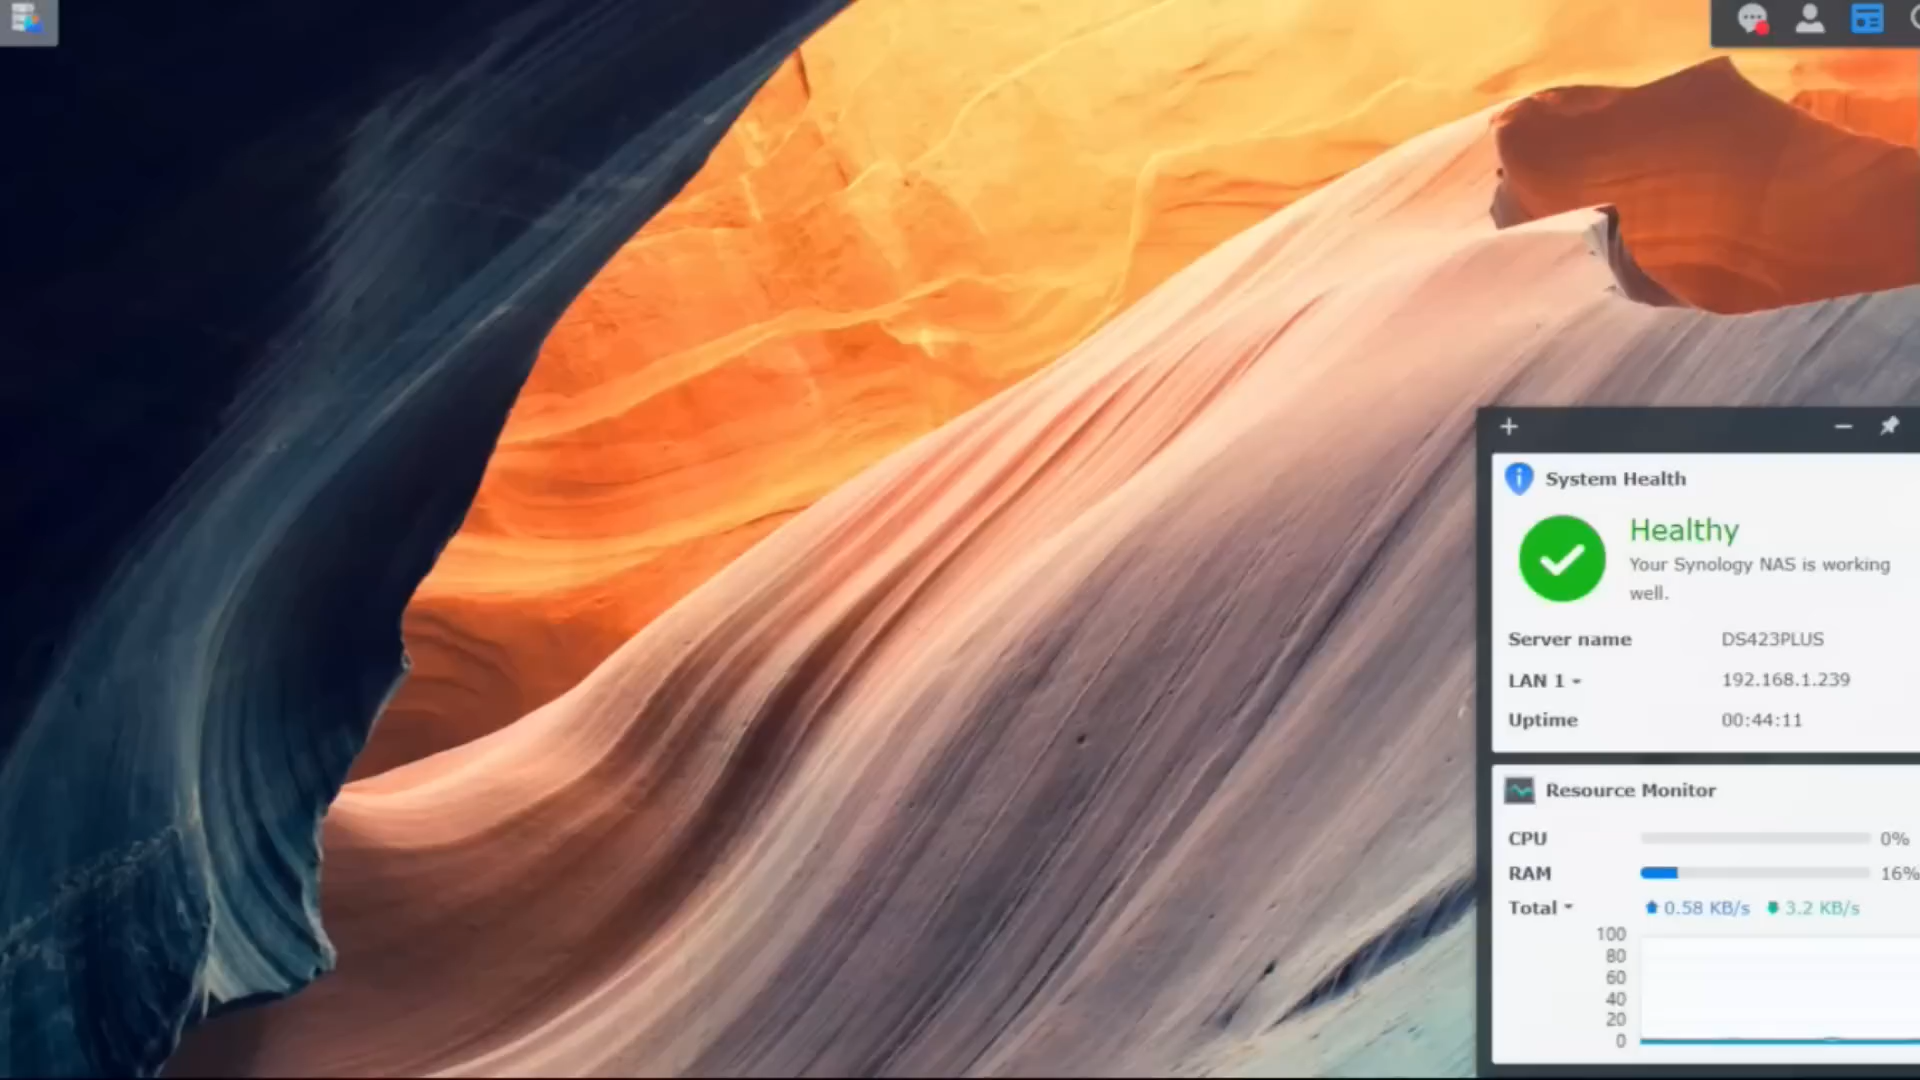 System Health
Healthy
Your Synology NAS is working
well.
Server name DS423PLUS
LAN 1 192.168.1.239
Uptime 00:44:11
Resource Monitor
CPU 0%
RAM 16%
Total 0.58 KB/s 3.2 KB/s
100
80
60
40
20
0